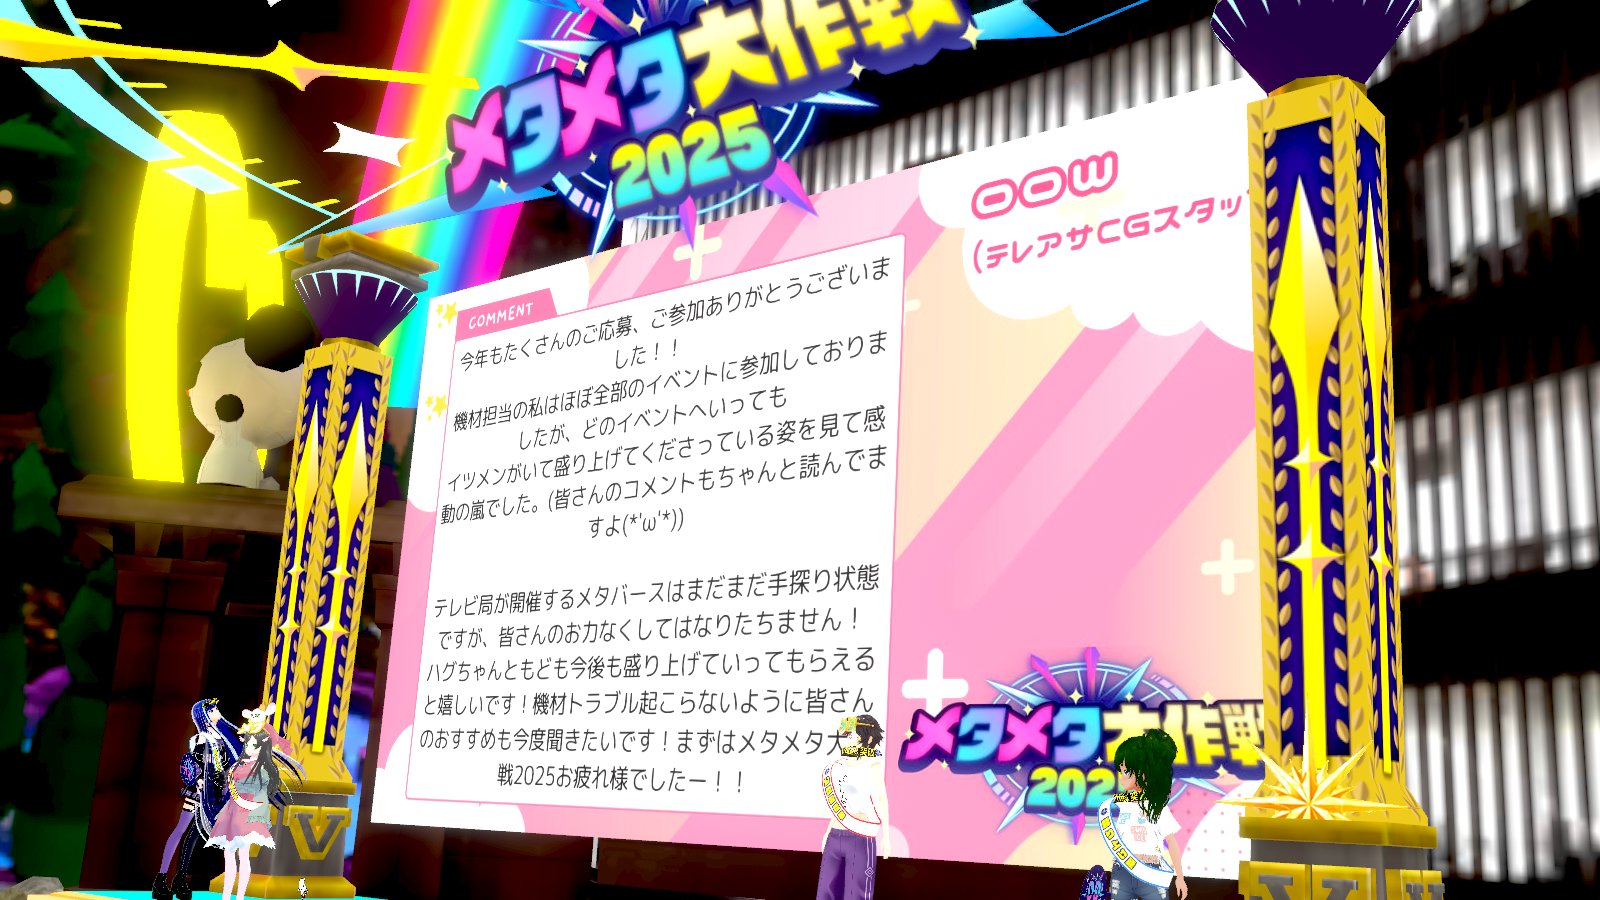 メタメタ大作戦
2025
OOW
(テレアサCGスタッ
COMMENT
今年もたくさんのご応募、ご参加ありがとうございま
した！！
機材担当の私はほぼ全部のイベントに参加しておりま
したが、どのイベントへいっても
イツメンがいて盛り上げてくださっている姿を見て感
動の嵐でした。(皆さんのコメントもちゃんと読んでま
すよ(*'ω'*))
テレビ局が開催するメタバースはまだまだ手探り状態
ですが、皆さんのお力なくしてはなりたちません！
ハグちゃんともども今後も盛り上げていってもらえる
と嬉しいです！機材トラブル起こらないように皆さん
のおすすめも今度聞きたいです！まずはメタメタ大
戦2025お疲れ様でしたー！！
メタメタ大作戦
202
V